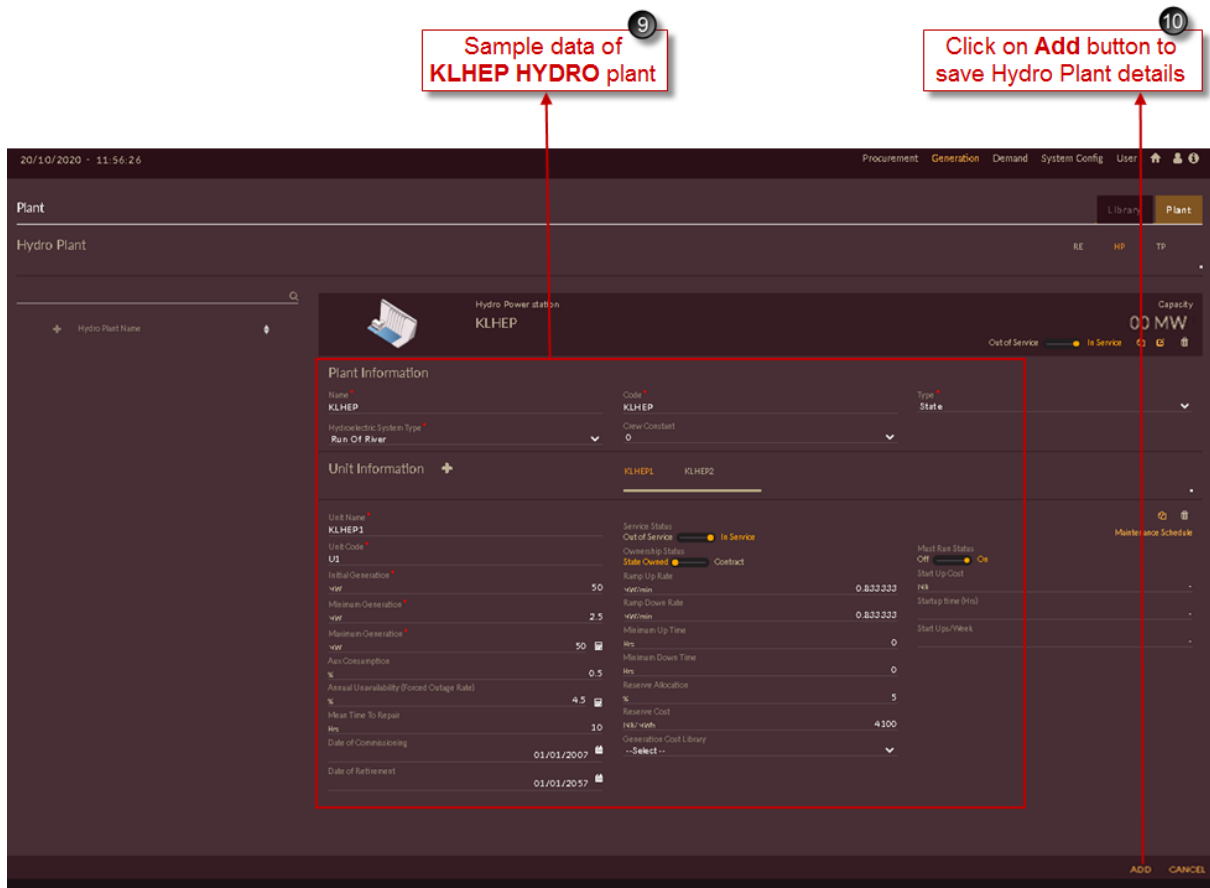 9
Sample data of
KLHEP HYDRO plant
10
Click on Add button to
save Hydro Plant details
20/10/2020 - 11:56:26
Procurement Generation Demand System Config User
Plant
Library Plant
Hydro Plant
RE HP TP
Hydro Plant Name
Hydro Power station
KLHEP
Capacity
00 MW
Out of Service In Service
Plant Information
Name *
KLHEP
Code *
KLHEP
Type *
State
Hydroelectric System Type *
Run Of River
Crew Constant
0
Unit Information
KLHEP1 KLHEP2
Maintenance Schedule
Unit Name *
KLHEP1
Unit Code *
U1
Initial Generation *
MW 50
Minimum Generation *
MW 2.5
Maximum Generation *
MW 50
Aux Consumption
% 0.5
Annual Unavailability (Forced Outage Rate)
% 4.5
Mean Time To Repair
Hrs 10
Date of Commissioning
01/01/2007
Date of Retirement
01/01/2057
Service Status
Out of Service In Service
Ownership Status
State Owned Contract
Ramp Up Rate
MW/min 0.833333
Ramp Down Rate
MW/min 0.833333
Minimum Up Time
Hrs 0
Minimum Down Time
Hrs 0
Reserve Allocation
% 5
Reserve Cost
4100
Generation Cost Library
--Select--
Must Run Status
Off On
Start Up Cost
-
Startup time (Hrs)
-
Start Ups/Week
-
ADD CANCEL